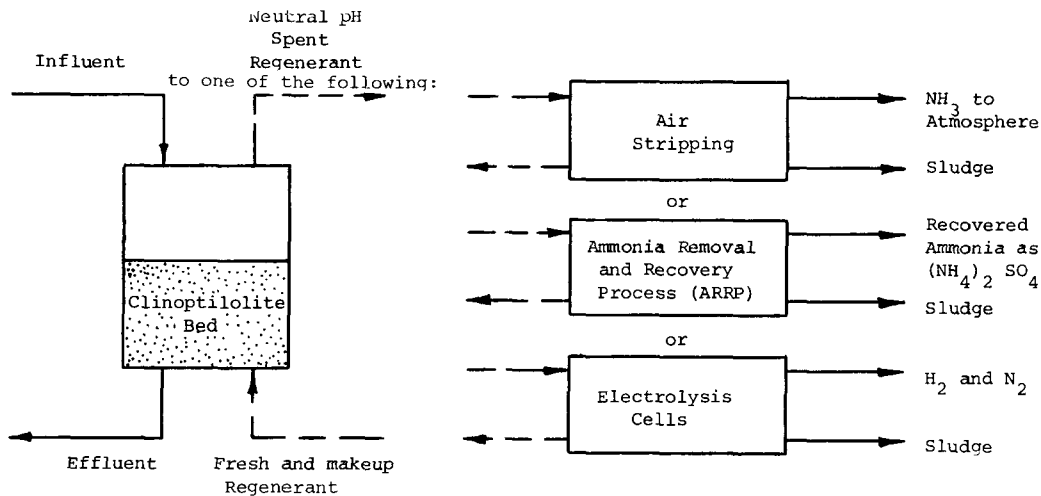 Neutral pH
Spent
Regenerant
Influent
to one of the following:
Clinoptilolite
Bed
Effluent
Fresh and makeup
Regenerant
Air
Stripping
NH3 to
Atmosphere
Sludge
or
Ammonia Removal
and Recovery
Process (ARRP)
Recovered
Ammonia as
(NH4)2 SO4
Sludge
or
Electrolysis
Cells
H2 and N2
Sludge